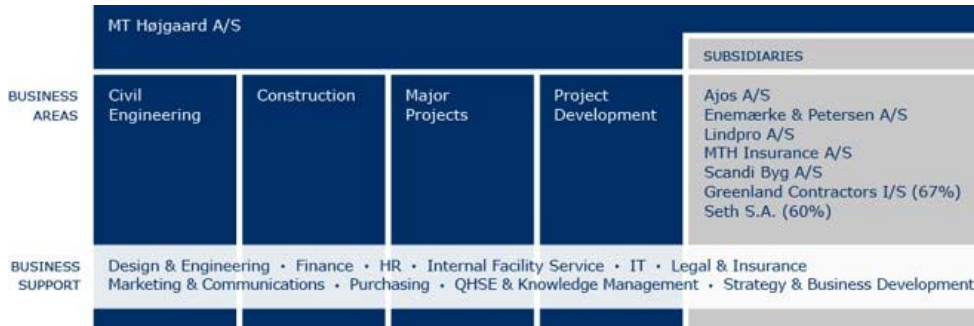 MT Højgaard A/S
SUBSIDIARIES
BUSINESS
AREAS
Civil
Engineering
Construction
Major
Projects
Project
Development
Ajos A/S
Enemærke & Petersen A/S
Lindpro A/S
MTH Insurance A/S
Scandi Byg A/S
Greenland Contractors I/S (67%)
Seth S.A. (60%)
BUSINESS
SUPPORT
Design & Engineering • Finance • HR • Internal Facility Service • IT • Legal & Insurance
Marketing & Communications • Purchasing • QHSE & Knowledge Management • Strategy & Business Development